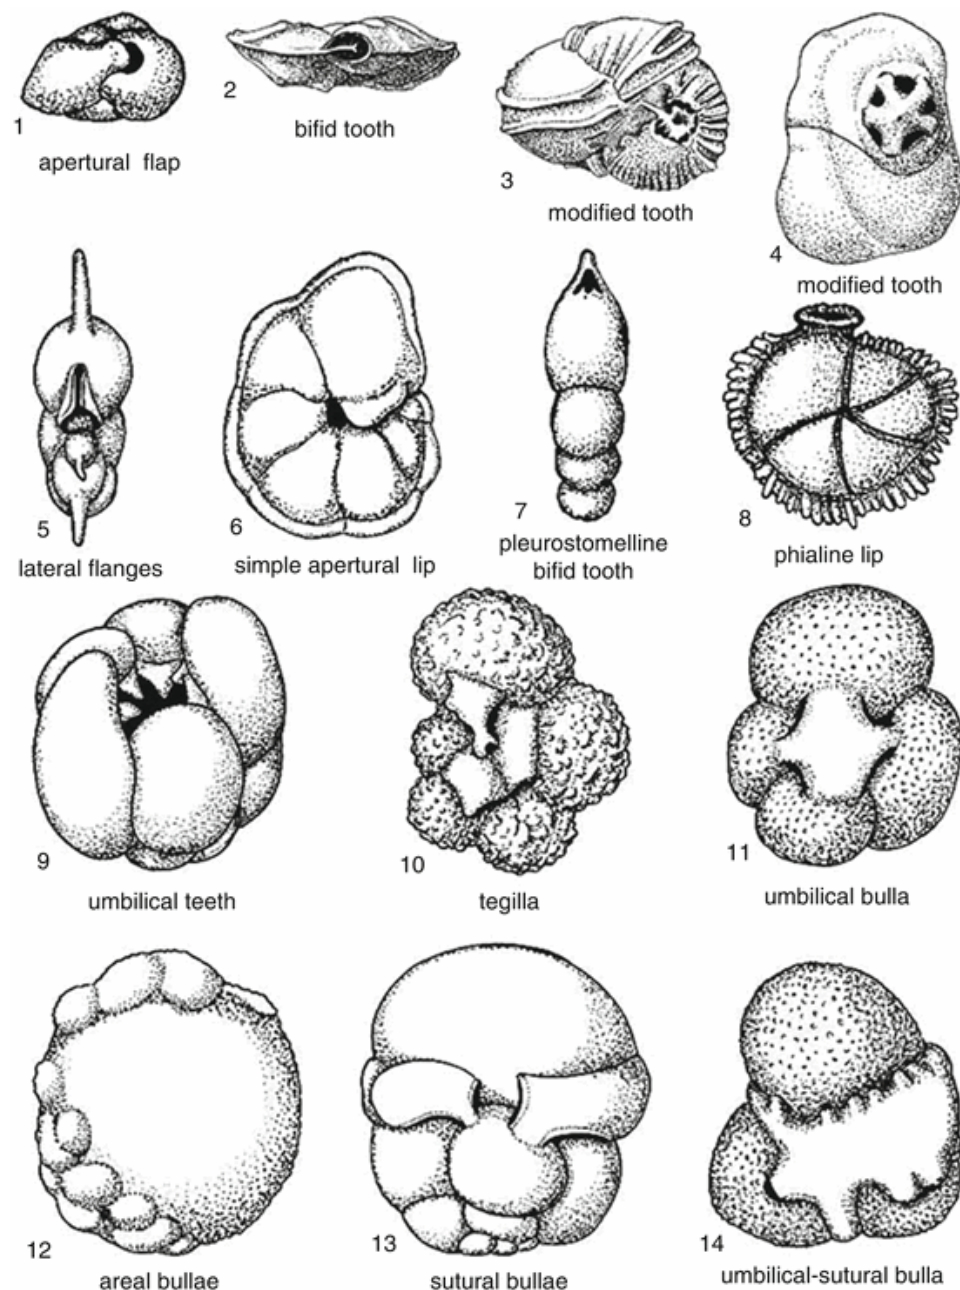 1
apertural flap
2
bifid tooth
3
modified tooth
4
modified tooth
5
lateral flanges
6
simple apertural lip
7
pleurostomelline
bifid tooth
8
phialine lip
9
umbilical teeth
10
tegilla
11
umbilical bulla
12
areal bullae
13
sutural bullae
14
umbilical-sutural bulla